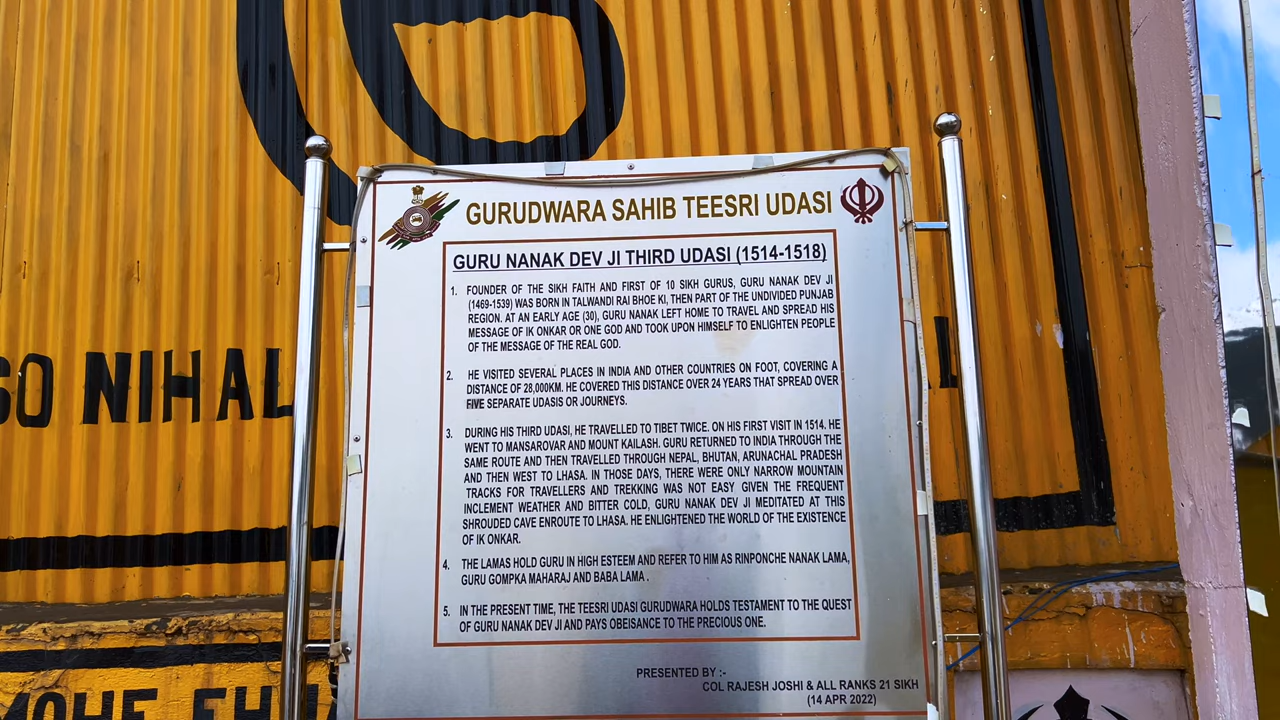 GURUDWARA SAHIB TEESRI UDASI
GURU NANAK DEV JI THIRD UDASI (1514-1518)
1. FOUNDER OF THE SIKH FAITH AND FIRST OF 10 SIKH GURUS, GURU NANAK DEV JI
(1469-1539) WAS BORN IN TALWANDI RAI BHOE KI, THEN PART OF THE UNDIVIDED PUNJAB
REGION. AT AN EARLY AGE (30), GURU NANAK LEFT HOME TO TRAVEL AND SPREAD HIS
MESSAGE OF IK ONKAR OR ONE GOD AND TOOK UPON HIMSELF TO ENLIGHTEN PEOPLE
OF THE MESSAGE OF THE REAL GOD.
2. HE VISITED SEVERAL PLACES IN INDIA AND OTHER COUNTRIES ON FOOT, COVERING A
DISTANCE OF 28,000KM. HE COVERED THIS DISTANCE OVER 24 YEARS THAT SPREAD OVER
FIVE SEPARATE UDASIS OR JOURNEYS.
3. DURING HIS THIRD UDASI, HE TRAVELLED TO TIBET TWICE. ON HIS FIRST VISIT IN 1514. HE
WENT TO MANSAROVAR AND MOUNT KAILASH. GURU RETURNED TO INDIA THROUGH THE
SAME ROUTE AND THEN TRAVELLED THROUGH NEPAL, BHUTAN, ARUNACHAL PRADESH
AND THEN WEST TO LHASA. IN THOSE DAYS, THERE WERE ONLY NARROW MOUNTAIN
TRACKS FOR TRAVELLERS AND TREKKING WAS NOT EASY GIVEN THE FREQUENT
INCLEMENT WEATHER AND BITTER COLD, GURU NANAK DEV JI MEDITATED AT THIS
SHROUDED CAVE ENROUTE TO LHASA. HE ENLIGHTENED THE WORLD OF THE EXISTENCE
OF IK ONKAR.
4. THE LAMAS HOLD GURU IN HIGH ESTEEM AND REFER TO HIM AS RINPONCHE NANAK LAMA,
GURU GOMPKA MAHARAJ AND BABA LAMA .
5. IN THE PRESENT TIME, THE TEESRI UDASI GURUDWARA HOLDS TESTAMENT TO THE QUEST
OF GURU NANAK DEV JI AND PAYS OBEISANCE TO THE PRECIOUS ONE.
PRESENTED BY :-
COL RAJESH JOSHI & ALL RANKS 21 SIKH
(14 APR 2022)
SO NIHAL